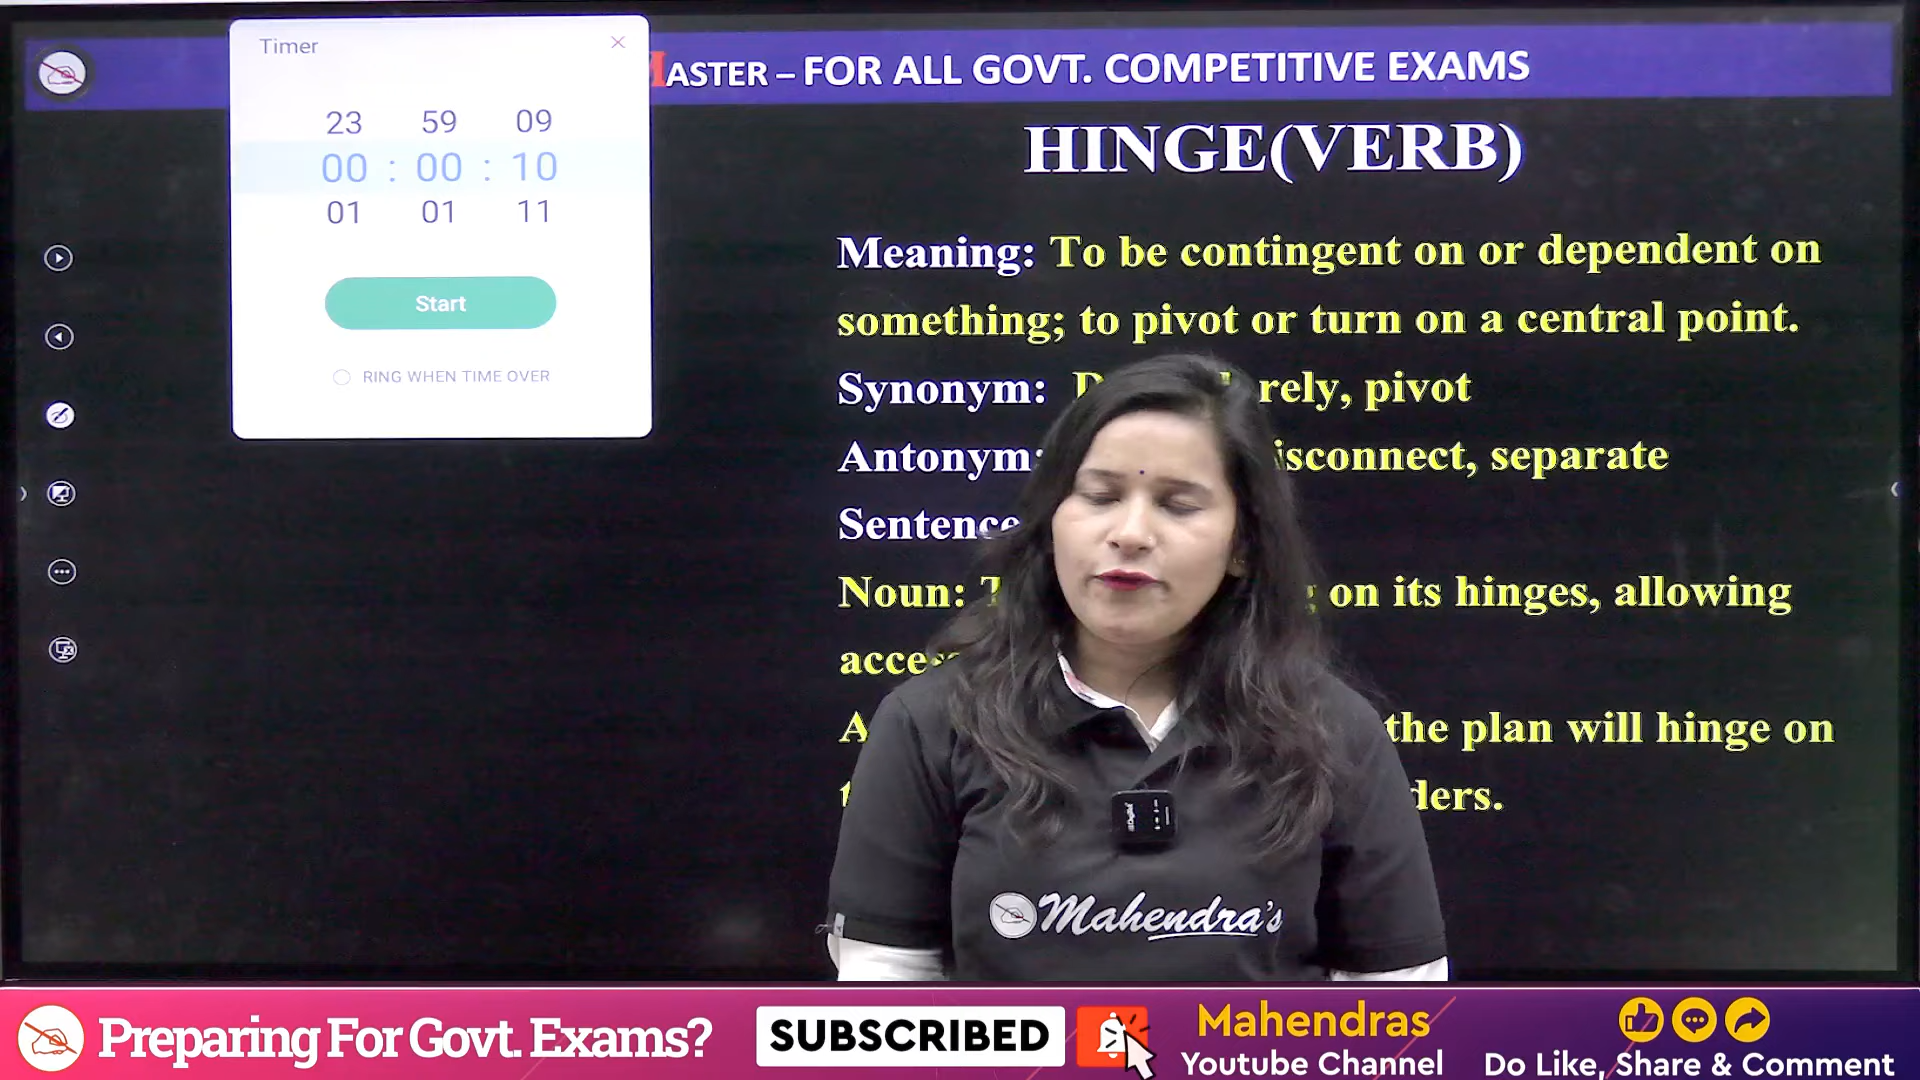 Timer
23 59 09
00 : 00 : 10
01 01 11
Start
RING WHEN TIME OVER
MASTER – FOR ALL GOVT. COMPETITIVE EXAMS
HINGE(VERB)
Meaning: To be contingent on or dependent on
something; to pivot or turn on a central point.
Synonym: rely, pivot
Antonym: separate
Sentence
Noun: on its hinges, allowing
the plan will hinge on
Mahendra's
Preparing For Govt. Exams?
SUBSCRIBED
Mahendras
Youtube Channel
Do Like, Share & Comment